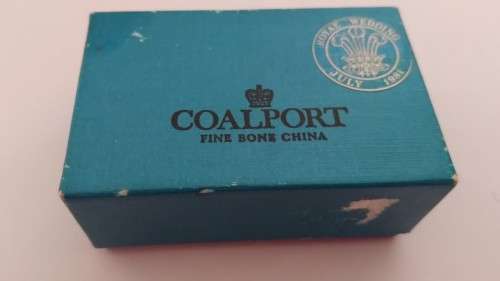 ROYAL WEDDING
JULY 1981
COALPORT
FINE BONE CHINA